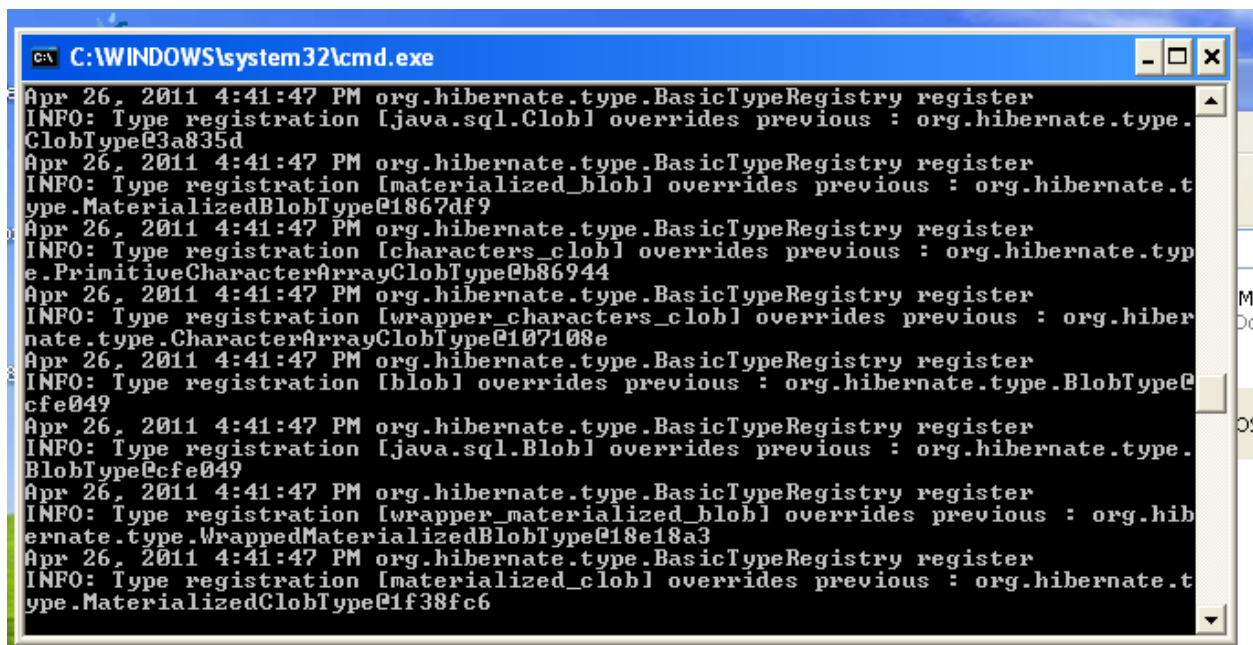 C:\WINDOWS\system32\cmd.exe
Apr 26, 2011 4:41:47 PM org.hibernate.type.BasicTypeRegistry register
INFO: Type registration [java.sql.Clob] overrides previous : org.hibernate.type.
ClobType@3a835d
Apr 26, 2011 4:41:47 PM org.hibernate.type.BasicTypeRegistry register
INFO: Type registration [materialized_blob] overrides previous : org.hibernate.t
ype.MaterializedBlobType@1867df9
Apr 26, 2011 4:41:47 PM org.hibernate.type.BasicTypeRegistry register
INFO: Type registration [characters_clob] overrides previous : org.hibernate.typ
e.PrimitiveCharacterArrayClobType@b86944
Apr 26, 2011 4:41:47 PM org.hibernate.type.BasicTypeRegistry register
INFO: Type registration [wrapper_characters_clob] overrides previous : org.hiber
nate.type.CharacterArrayClobType@107108e
Apr 26, 2011 4:41:47 PM org.hibernate.type.BasicTypeRegistry register
INFO: Type registration [blob] overrides previous : org.hibernate.type.BlobType@
cfe049
Apr 26, 2011 4:41:47 PM org.hibernate.type.BasicTypeRegistry register
INFO: Type registration [java.sql.Blob] overrides previous : org.hibernate.type.
BlobType@cfe049
Apr 26, 2011 4:41:47 PM org.hibernate.type.BasicTypeRegistry register
INFO: Type registration [wrapper_materialized_blob] overrides previous : org.hib
ernate.type.WrappedMaterializedBlobType@18e18a3
Apr 26, 2011 4:41:47 PM org.hibernate.type.BasicTypeRegistry register
INFO: Type registration [materialized_clob] overrides previous : org.hibernate.t
ype.MaterializedClobType@1f38fc6